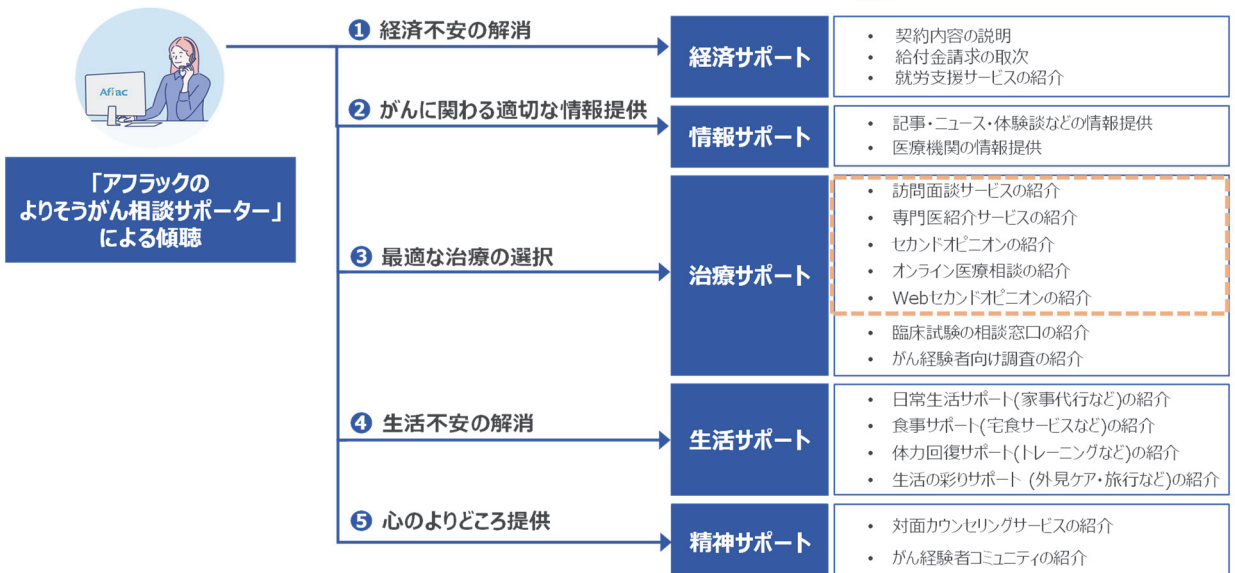 Aflac
「アフラックの
よりそうがん相談サポーター」
による傾聴
❶ 経済不安の解消
経済サポート
• 契約内容の説明
• 給付金請求の取次
• 就労支援サービスの紹介
❷ がんに関わる適切な情報提供
情報サポート
• 記事・ニュース・体験談などの情報提供
• 医療機関の情報提供
❸ 最適な治療の選択
治療サポート
• 訪問面談サービスの紹介
• 専門医紹介サービスの紹介
• セカンドオピニオンの紹介
• オンライン医療相談の紹介
• Webセカンドオピニオンの紹介
• 臨床試験の相談窓口の紹介
• がん経験者向け調査の紹介
❹ 生活不安の解消
生活サポート
• 日常生活サポート(家事代行など)の紹介
• 食事サポート(宅食サービスなど)の紹介
• 体力回復サポート(トレーニングなど)の紹介
• 生活の彩りサポート (外見ケア・旅行など)の紹介
❺ 心のよりどころ提供
精神サポート
• 対面カウンセリングサービスの紹介
• がん経験者コミュニティの紹介